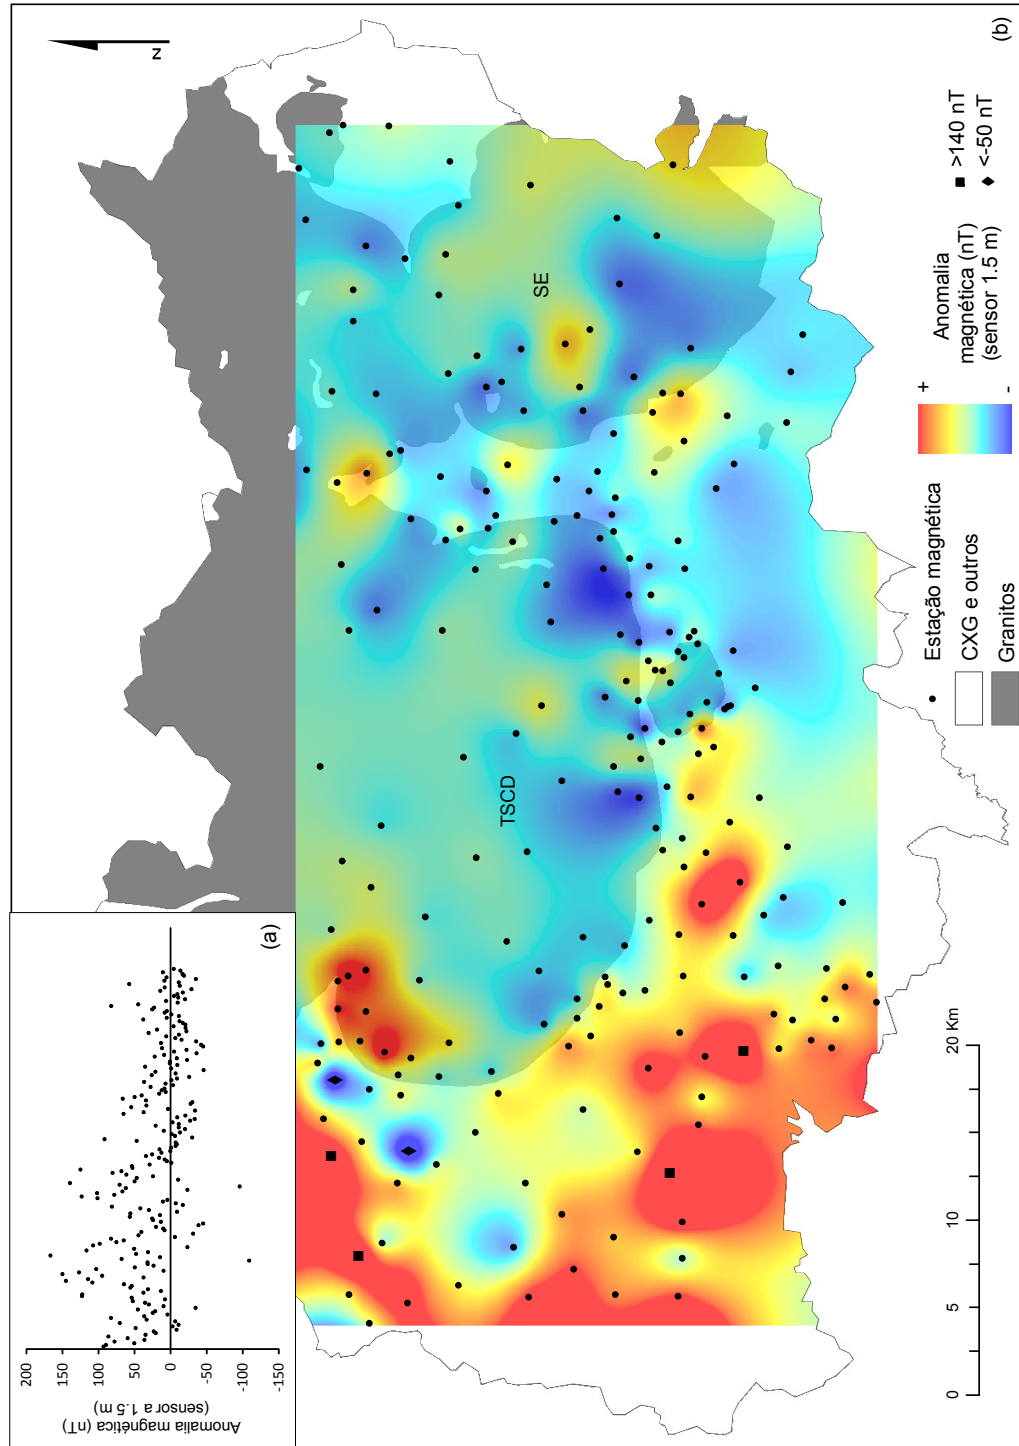 200
150
100
50
0
-50
-100
-150
Anomalia magnética (nT)
(sensor a 1.5 m)
(a)
N
(b)
TSCD
SE
0
5
10
20 Km
Estação magnética
CXG e outros
Granitos
Anomalia
magnética (nT)
(sensor 1.5 m)
+
-
>140 nT
<-50 nT